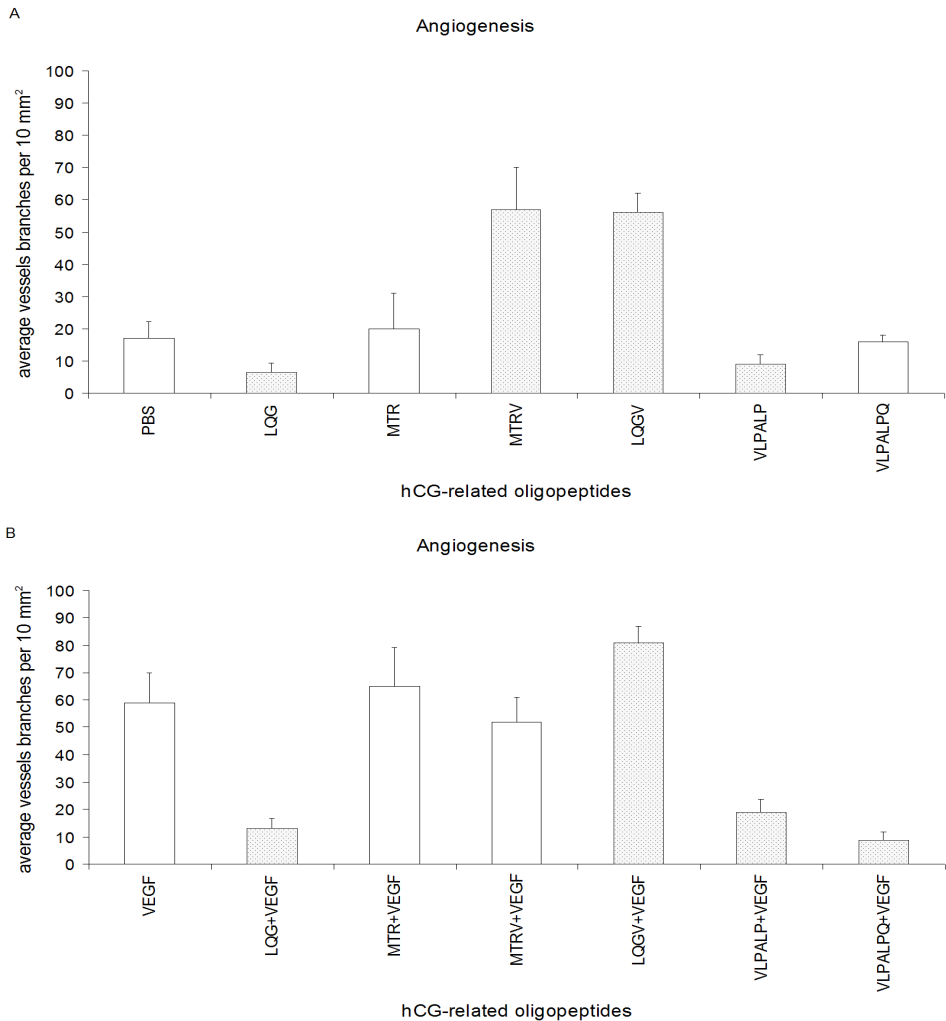 A
Angiogenesis
average vessels branches per 10 mm²
100
90
80
70
60
50
40
30
20
10
0
PBS
LQG
MTR
MTRV
LQGV
VLPALP
VLPALPQ
hCG-related oligopeptides
B
Angiogenesis
average vessels branches per 10 mm²
100
90
80
70
60
50
40
30
20
10
0
VEGF
LQG+VEGF
MTR+VEGF
MTRV+VEGF
LQGV+VEGF
VLPALP+VEGF
VLPALPQ+VEGF
hCG-related oligopeptides